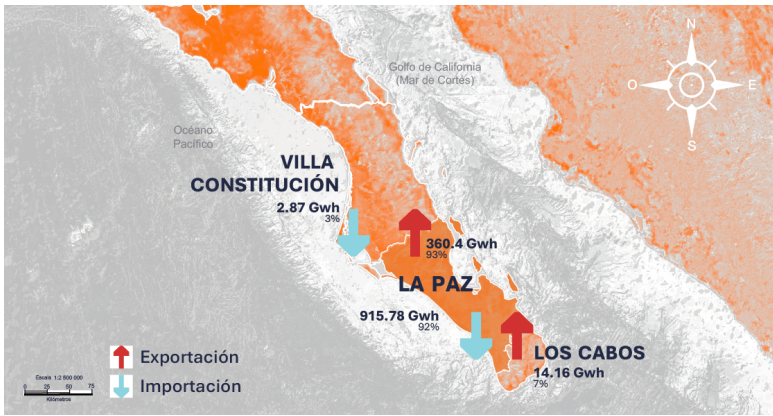 N
O
E
S
Golfo de California
(Mar de Cortés)
Océano
Pacífico
VILLA
CONSTITUCIÓN
2.87 Gwh
3%
360.4 Gwh
93%
LA PAZ
915.78 Gwh
92%
LOS CABOS
14.16 Gwh
7%
Exportación
Importación
Escala 1:2 500 000
0 25 50 75
Kilómetros